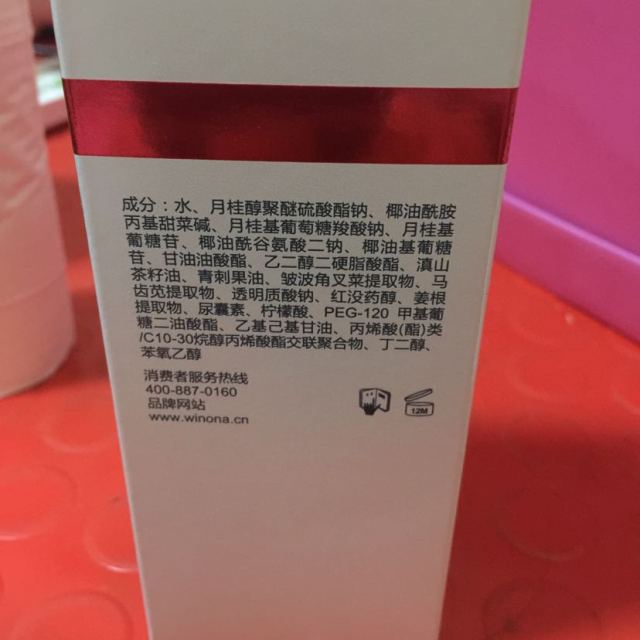 成分：水、月桂醇聚醚硫酸酯钠、椰油酰胺
丙基甜菜碱、月桂基葡萄糖羧酸钠、月桂基
葡糖苷、椰油酰谷氨酸二钠、椰油基葡糖
苷、甘油油酸酯、乙二醇二硬脂酸酯、滇山
茶籽油、青刺果油、皱波角叉菜提取物、马
齿苋提取物、透明质酸钠、红没药醇、姜根
提取物、尿囊素、柠檬酸、PEG-120 甲基葡
糖二油酸酯、乙基己基甘油、丙烯酸(酯)类
/C10-30烷醇丙烯酸酯交联聚合物、丁二醇、
苯氧乙醇
消费者服务热线
400-887-0160
品牌网站
www.winona.cn
12M